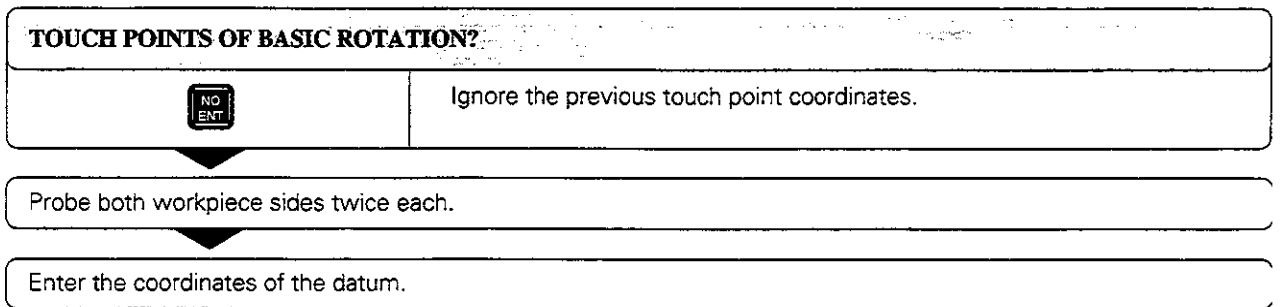 TOUCH POINTS OF BASIC ROTATION?
NO
ENT
Ignore the previous touch point coordinates.
Probe both workpiece sides twice each.
Enter the coordinates of the datum.